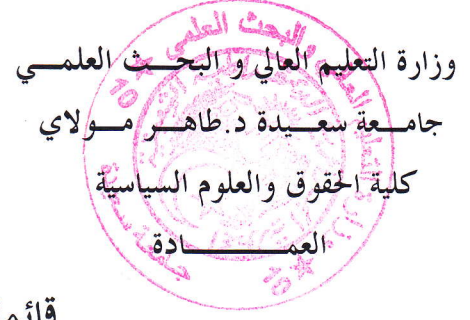 وزارة التعليم العالي و البحث العلمي
جامعة سعيدة د.طاهر مولاي
كلية الحقوق والعلوم السياسية
العمادة